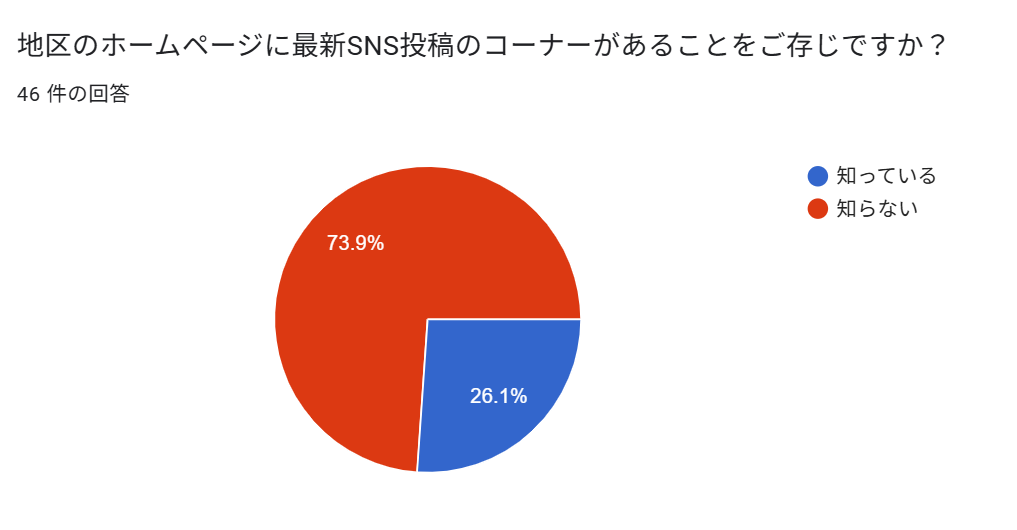 地区のホームページに最新SNS投稿のコーナーがあることをご存じですか？
46 件の回答
知っている
知らない
73.9%
26.1%